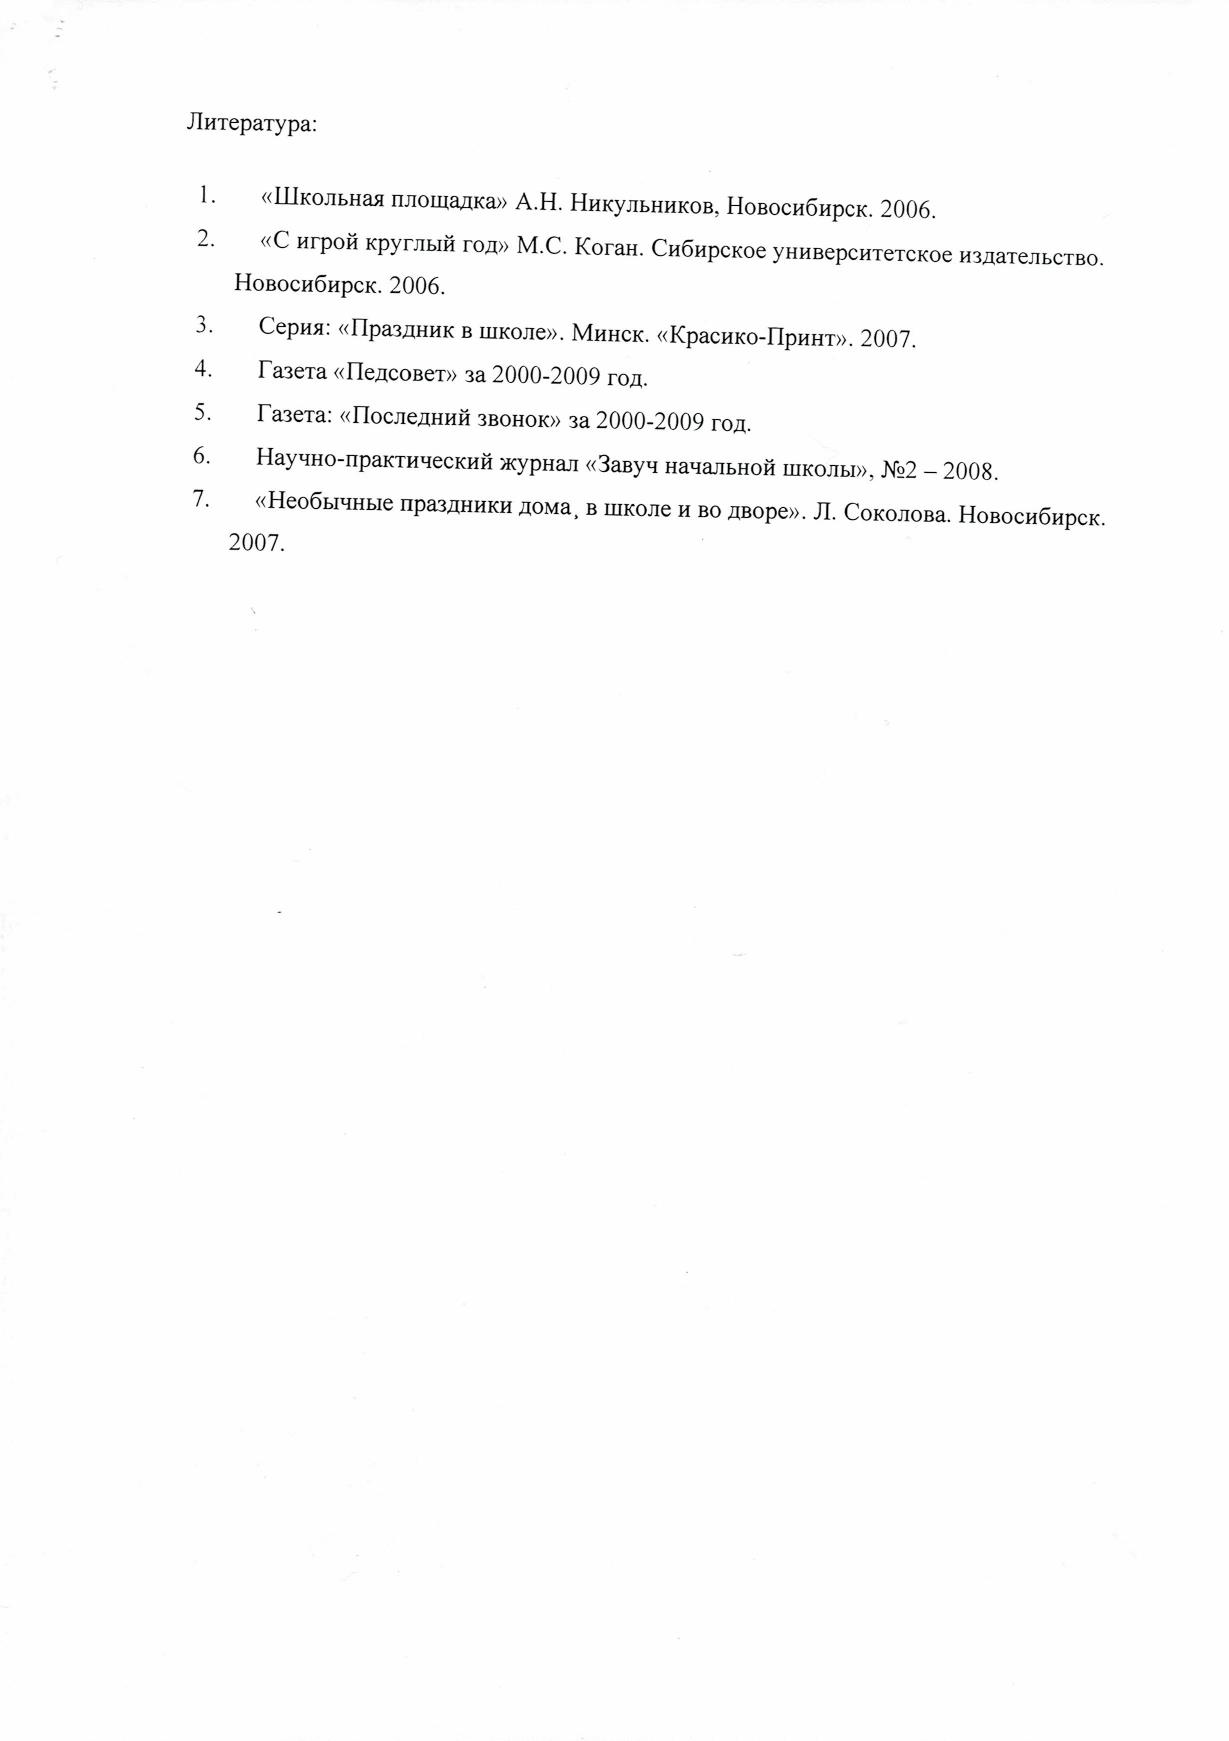 Литература:
1. «Школьная площадка» А.Н. Никульников, Новосибирск. 2006.
2. «С игрой круглый год» М.С. Коган. Сибирское университетское издательство.
Новосибирск. 2006.
3. Серия: «Праздник в школе». Минск. «Красико-Принт». 2007.
4. Газета «Педсовет» за 2000-2009 год.
5. Газета: «Последний звонок» за 2000-2009 год.
6. Научно-практический журнал «Завуч начальной школы», №2 – 2008.
7. «Необычные праздники дома, в школе и во дворе». Л. Соколова. Новосибирск.
2007.